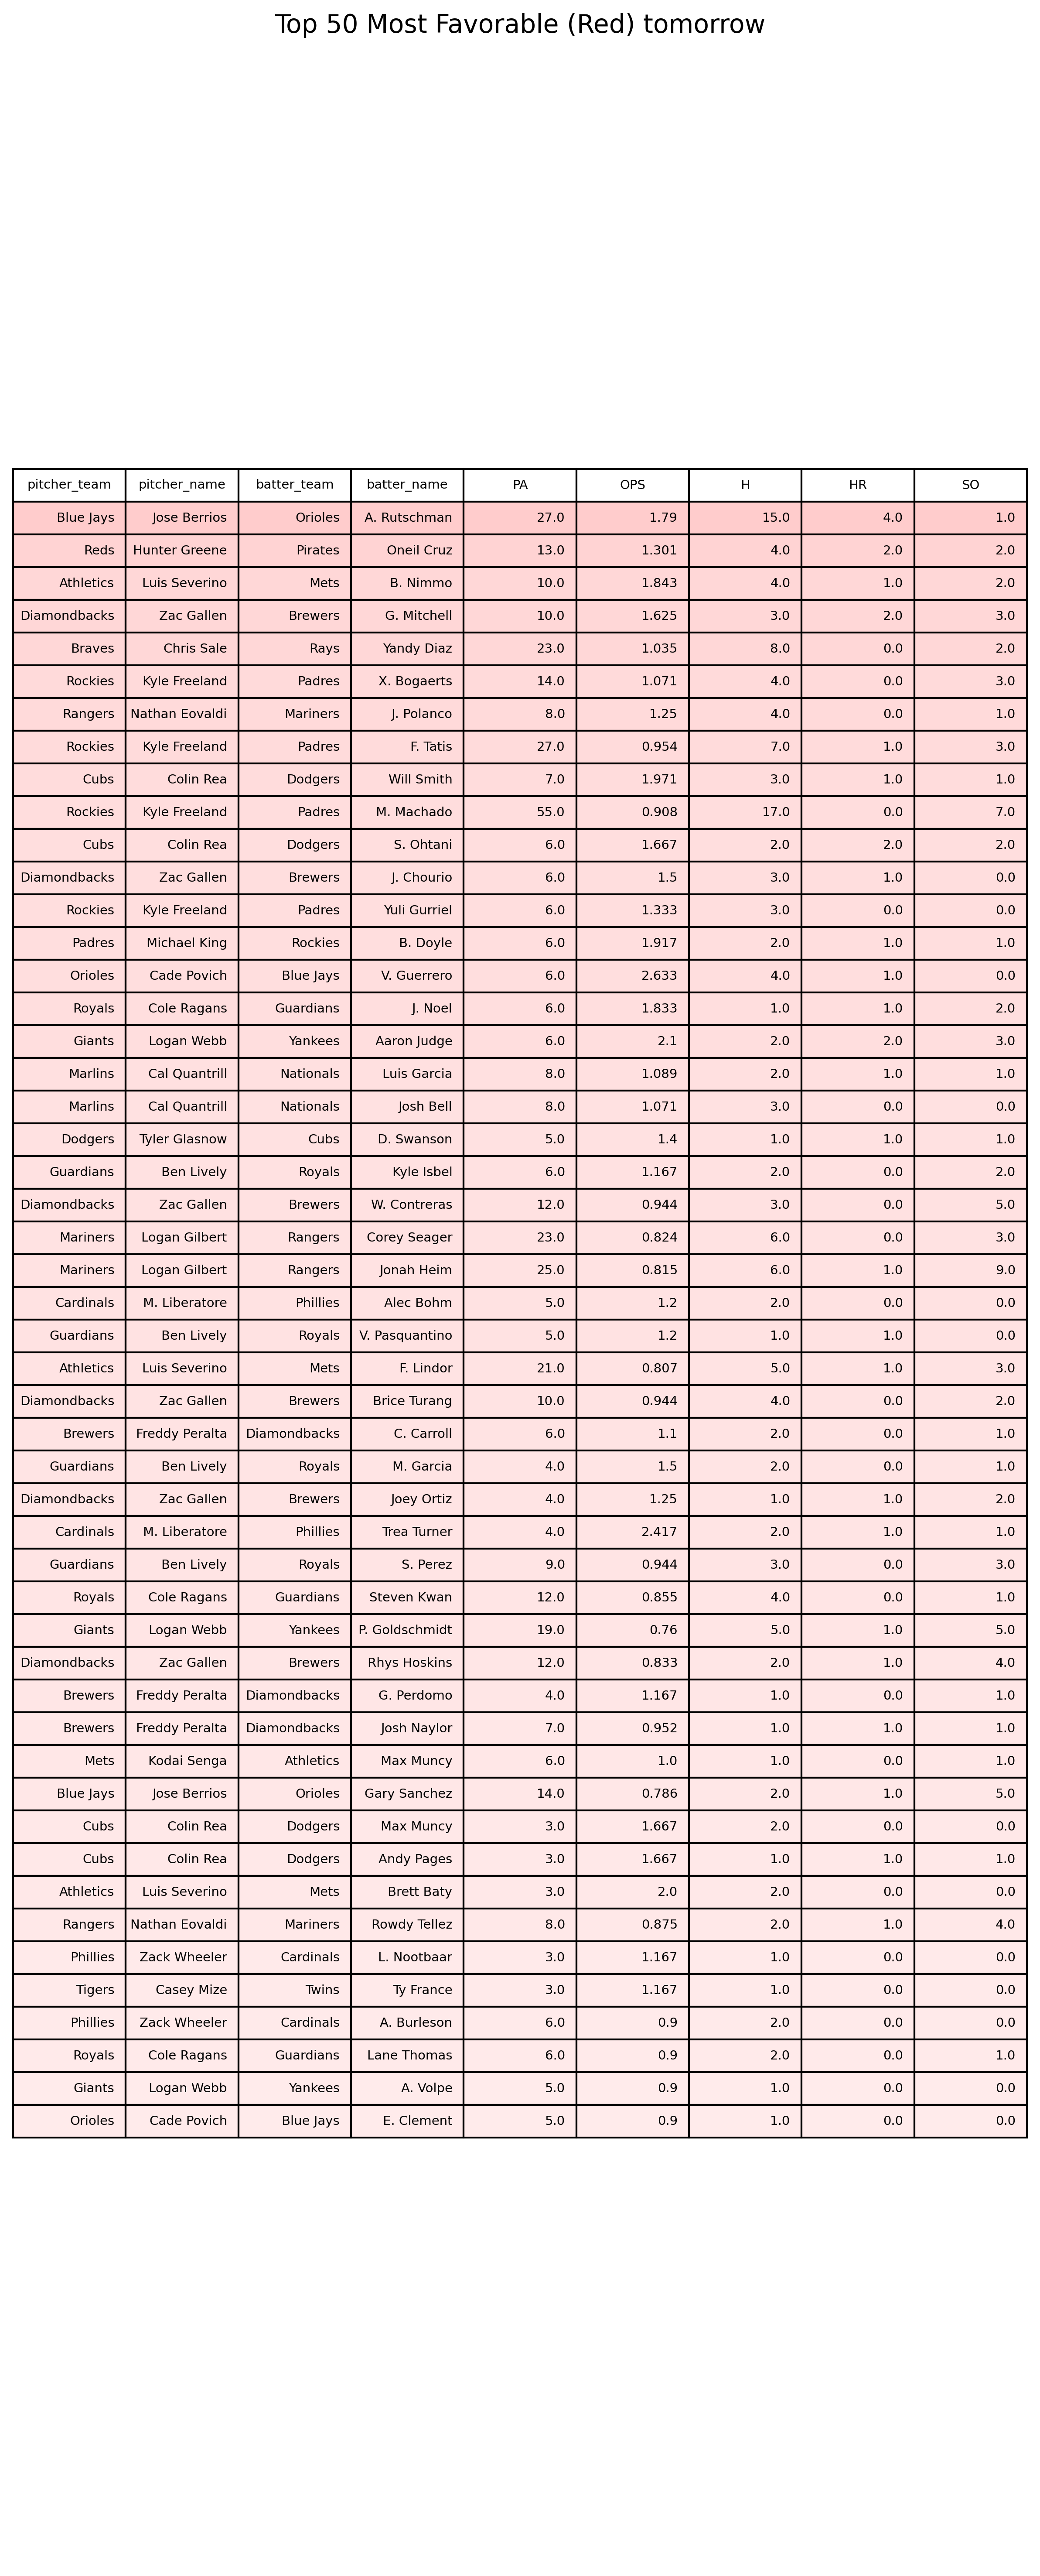 Top 50 Most Favorable (Red) tomorrow
pitcher_team pitcher_name batter_team batter_name PA OPS H HR SO
Blue Jays Jose Berrios Orioles A. Rutschman 27.0 1.79 15.0 4.0 1.0
Reds Hunter Greene Pirates Oneil Cruz 13.0 1.301 4.0 2.0 2.0
Athletics Luis Severino Mets B. Nimmo 10.0 1.843 4.0 1.0 2.0
Diamondbacks Zac Gallen Brewers G. Mitchell 10.0 1.625 3.0 2.0 3.0
Braves Chris Sale Rays Yandy Diaz 23.0 1.035 8.0 0.0 2.0
Rockies Kyle Freeland Padres X. Bogaerts 14.0 1.071 4.0 0.0 3.0
Rangers Nathan Eovaldi Mariners J. Polanco 8.0 1.25 4.0 0.0 1.0
Rockies Kyle Freeland Padres F. Tatis 27.0 0.954 7.0 1.0 3.0
Cubs Colin Rea Dodgers Will Smith 7.0 1.971 3.0 1.0 1.0
Rockies Kyle Freeland Padres M. Machado 55.0 0.908 17.0 0.0 7.0
Cubs Colin Rea Dodgers S. Ohtani 6.0 1.667 2.0 2.0 2.0
Diamondbacks Zac Gallen Brewers J. Chourio 6.0 1.5 3.0 1.0 0.0
Rockies Kyle Freeland Padres Yuli Gurriel 6.0 1.333 3.0 0.0 0.0
Padres Michael King Rockies B. Doyle 6.0 1.917 2.0 1.0 1.0
Orioles Cade Povich Blue Jays V. Guerrero 6.0 2.633 4.0 1.0 0.0
Royals Cole Ragans Guardians J. Noel 6.0 1.833 1.0 1.0 2.0
Giants Logan Webb Yankees Aaron Judge 6.0 2.1 2.0 2.0 3.0
Marlins Cal Quantrill Nationals Luis Garcia 8.0 1.089 2.0 1.0 1.0
Marlins Cal Quantrill Nationals Josh Bell 8.0 1.071 3.0 0.0 0.0
Dodgers Tyler Glasnow Cubs D. Swanson 5.0 1.4 1.0 1.0 1.0
Guardians Ben Lively Royals Kyle Isbel 6.0 1.167 2.0 0.0 2.0
Diamondbacks Zac Gallen Brewers W. Contreras 12.0 0.944 3.0 0.0 5.0
Mariners Logan Gilbert Rangers Corey Seager 23.0 0.824 6.0 0.0 3.0
Mariners Logan Gilbert Rangers Jonah Heim 25.0 0.815 6.0 1.0 9.0
Cardinals M. Liberatore Phillies Alec Bohm 5.0 1.2 2.0 0.0 0.0
Guardians Ben Lively Royals V. Pasquantino 5.0 1.2 1.0 1.0 0.0
Athletics Luis Severino Mets F. Lindor 21.0 0.807 5.0 1.0 3.0
Diamondbacks Zac Gallen Brewers Brice Turang 10.0 0.944 4.0 0.0 2.0
Brewers Freddy Peralta Diamondbacks C. Carroll 6.0 1.1 2.0 0.0 1.0
Guardians Ben Lively Royals M. Garcia 4.0 1.5 2.0 0.0 1.0
Diamondbacks Zac Gallen Brewers Joey Ortiz 4.0 1.25 1.0 1.0 2.0
Cardinals M. Liberatore Phillies Trea Turner 4.0 2.417 2.0 1.0 1.0
Guardians Ben Lively Royals S. Perez 9.0 0.944 3.0 0.0 3.0
Royals Cole Ragans Guardians Steven Kwan 12.0 0.855 4.0 0.0 1.0
Giants Logan Webb Yankees P. Goldschmidt 19.0 0.76 5.0 1.0 5.0
Diamondbacks Zac Gallen Brewers Rhys Hoskins 12.0 0.833 2.0 1.0 4.0
Brewers Freddy Peralta Diamondbacks G. Perdomo 4.0 1.167 1.0 0.0 1.0
Brewers Freddy Peralta Diamondbacks Josh Naylor 7.0 0.952 1.0 1.0 1.0
Mets Kodai Senga Athletics Max Muncy 6.0 1.0 1.0 0.0 1.0
Blue Jays Jose Berrios Orioles Gary Sanchez 14.0 0.786 2.0 1.0 5.0
Cubs Colin Rea Dodgers Max Muncy 3.0 1.667 2.0 0.0 0.0
Cubs Colin Rea Dodgers Andy Pages 3.0 1.667 1.0 1.0 1.0
Athletics Luis Severino Mets Brett Baty 3.0 2.0 2.0 0.0 0.0
Rangers Nathan Eovaldi Mariners Rowdy Tellez 8.0 0.875 2.0 1.0 4.0
Phillies Zack Wheeler Cardinals L. Nootbaar 3.0 1.167 1.0 0.0 0.0
Tigers Casey Mize Twins Ty France 3.0 1.167 1.0 0.0 0.0
Phillies Zack Wheeler Cardinals A. Burleson 6.0 0.9 2.0 0.0 0.0
Royals Cole Ragans Guardians Lane Thomas 6.0 0.9 2.0 0.0 1.0
Giants Logan Webb Yankees A. Volpe 5.0 0.9 1.0 0.0 0.0
Orioles Cade Povich Blue Jays E. Clement 5.0 0.9 1.0 0.0 0.0